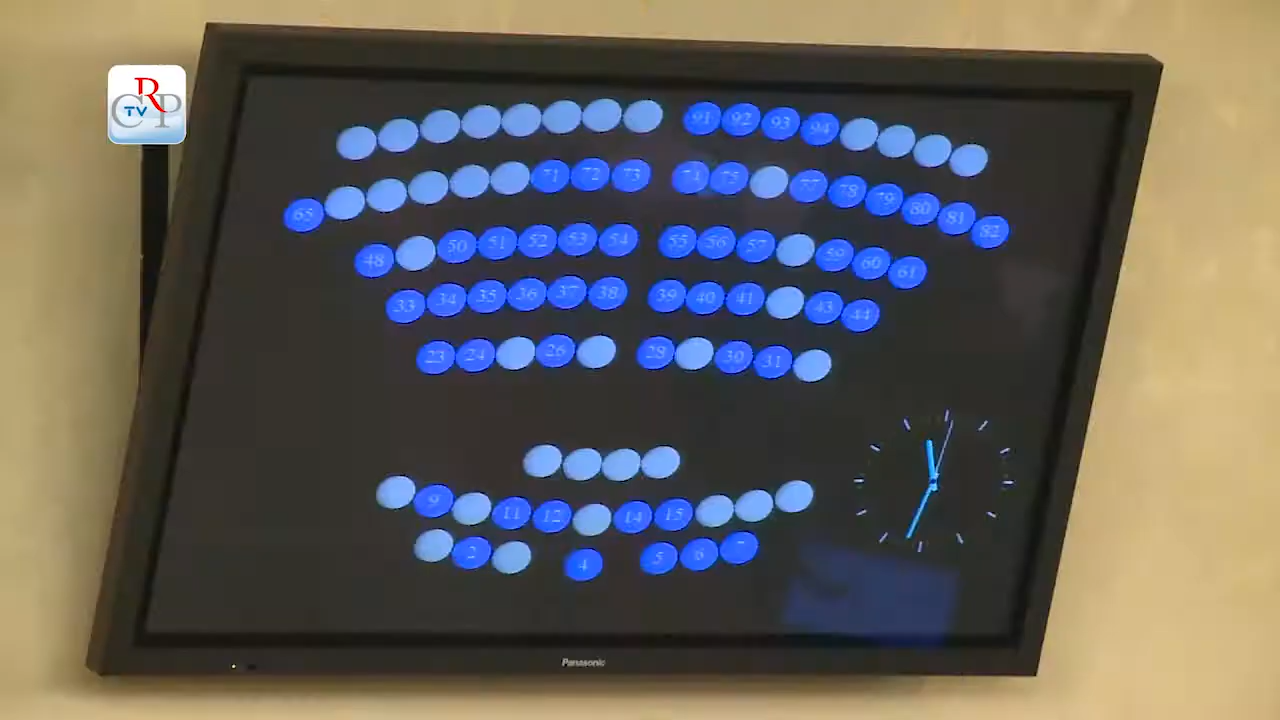 CRP TV
91 92 93 94
65 71 72 73 74 75 77 78 79 80 81 82
48 50 51 52 53 54 55 56 57 59 60 61
33 34 35 36 37 38 39 40 41 43 44
23 24 26 28 30 31
9 11 12 14 15
2 4 5 6 7
Panasonic